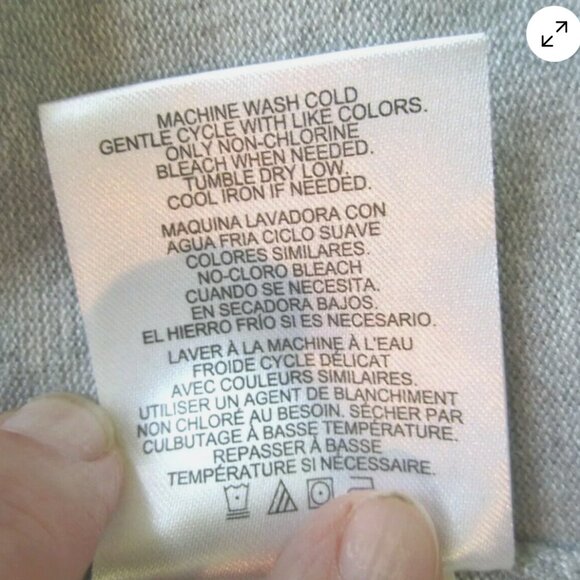 MACHINE WASH COLD
GENTLE CYCLE WITH LIKE COLORS.
ONLY NON-CHLORINE
BLEACH WHEN NEEDED.
TUMBLE DRY LOW.
COOL IRON IF NEEDED.
MAQUINA LAVADORA CON
AGUA FRIA CICLO SUAVE
COLORES SIMILARES.
NO-CLORO BLEACH
CUANDO SE NECESITA.
EN SECADORA BAJOS.
EL HIERRO FRÍO SI ES NECESARIO.
LAVER À LA MACHINE À L'EAU
FROIDE CYCLE DÉLICAT
AVEC COULEURS SIMILAIRES.
UTILISER UN AGENT DE BLANCHIMENT
NON CHLORÉ AU BESOIN. SÉCHER PAR
CULBUTAGE À BASSE TEMPÉRATURE.
REPASSER À BASSE
TEMPÉRATURE SI NÉCESSAIRE.